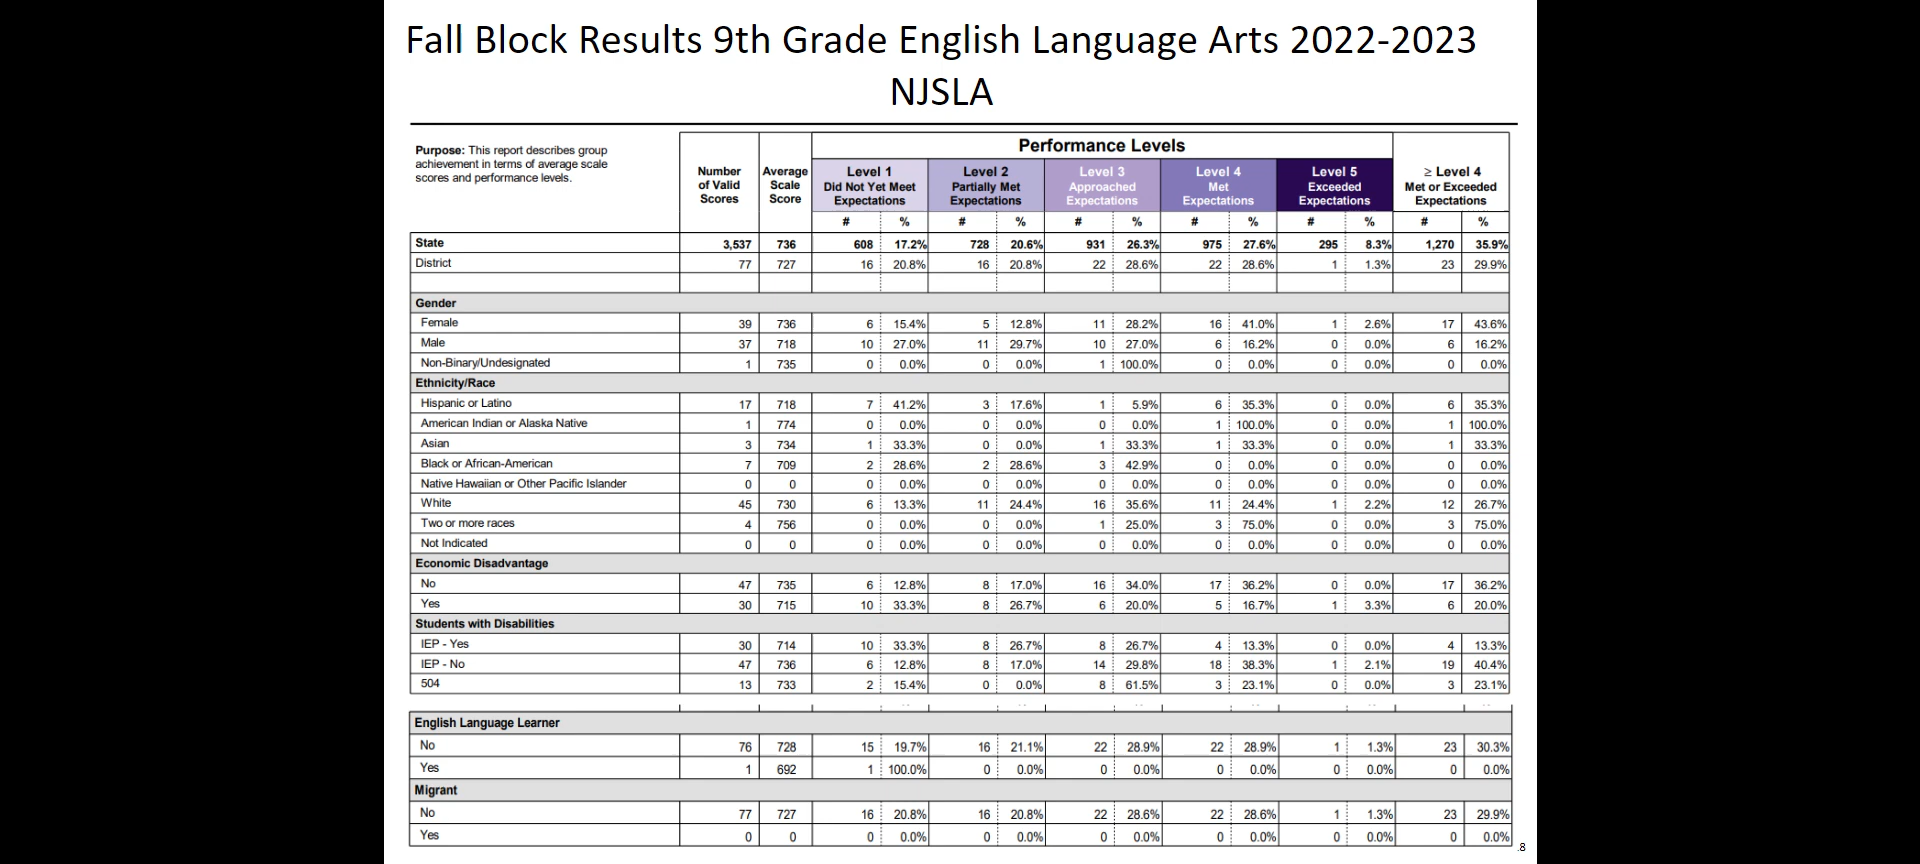 Fall Block Results 9th Grade English Language Arts 2022-2023
NJSLA
Purpose: This report describes group
achievement in terms of average scale
scores and performance levels.
Number
of Valid
Scores
Average
Scale
Score
Performance Levels
Level 1
Did Not Yet Meet
Expectations
Level 2
Partially Met
Expectations
Level 3
Approached
Expectations
Level 4
Met
Expectations
Level 5
Exceeded
Expectations
≥ Level 4
Met or Exceeded
Expectations
# % # % # % # % # % # %
State 3,537 736 608 17.2% 728 20.6% 931 26.3% 975 27.6% 295 8.3% 1,270 35.9%
District 77 727 16 20.8% 16 20.8% 22 28.6% 22 28.6% 1 1.3% 23 29.9%
Gender
Female 39 736 6 15.4% 5 12.8% 11 28.2% 16 41.0% 1 2.6% 17 43.6%
Male 37 718 10 27.0% 11 29.7% 10 27.0% 6 16.2% 0 0.0% 6 16.2%
Non-Binary/Undesignated 1 735 0 0.0% 0 0.0% 1 100.0% 0 0.0% 0 0.0% 0 0.0%
Ethnicity/Race
Hispanic or Latino 17 718 7 41.2% 3 17.6% 1 5.9% 6 35.3% 0 0.0% 6 35.3%
American Indian or Alaska Native 1 774 0 0.0% 0 0.0% 0 0.0% 1 100.0% 0 0.0% 1 100.0%
Asian 3 734 1 33.3% 0 0.0% 1 33.3% 1 33.3% 0 0.0% 1 33.3%
Black or African-American 7 709 2 28.6% 2 28.6% 3 42.9% 0 0.0% 0 0.0% 0 0.0%
Native Hawaiian or Other Pacific Islander 0 0 0 0.0% 0 0.0% 0 0.0% 0 0.0% 0 0.0% 0 0.0%
White 45 730 6 13.3% 11 24.4% 16 35.6% 11 24.4% 1 2.2% 12 26.7%
Two or more races 4 756 0 0.0% 0 0.0% 1 25.0% 3 75.0% 0 0.0% 3 75.0%
Not Indicated 0 0 0 0.0% 0 0.0% 0 0.0% 0 0.0% 0 0.0% 0 0.0%
Economic Disadvantage
No 47 735 6 12.8% 8 17.0% 16 34.0% 17 36.2% 0 0.0% 17 36.2%
Yes 30 715 10 33.3% 8 26.7% 6 20.0% 5 16.7% 1 3.3% 6 20.0%
Students with Disabilities
IEP - Yes 30 714 10 33.3% 8 26.7% 8 26.7% 4 13.3% 0 0.0% 4 13.3%
IEP - No 47 736 6 12.8% 8 17.0% 14 29.8% 18 38.3% 1 2.1% 19 40.4%
504 13 733 2 15.4% 0 0.0% 8 61.5% 3 23.1% 0 0.0% 3 23.1%
English Language Learner
No 76 728 15 19.7% 16 21.1% 22 28.9% 22 28.9% 1 1.3% 23 30.3%
Yes 1 692 1 100.0% 0 0.0% 0 0.0% 0 0.0% 0 0.0% 0 0.0%
Migrant
No 77 727 16 20.8% 16 20.8% 22 28.6% 22 28.6% 1 1.3% 23 29.9%
Yes 0 0 0 0.0% 0 0.0% 0 0.0% 0 0.0% 0 0.0% 0 0.0%
8